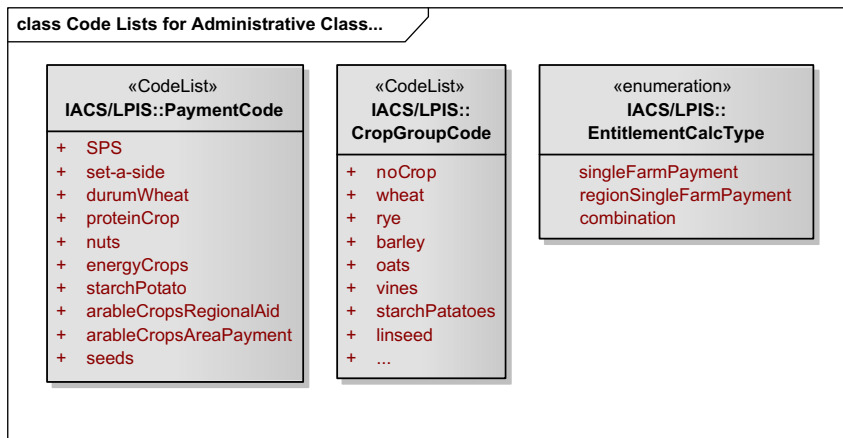 class Code Lists for Administrative Class...
«CodeList»
IACS/LPIS::PaymentCode
+ SPS
+ set-a-side
+ durumWheat
+ proteinCrop
+ nuts
+ energyCrops
+ starchPotato
+ arableCropsRegionalAid
+ arableCropsAreaPayment
+ seeds
«CodeList»
IACS/LPIS::
CropGroupCode
+ noCrop
+ wheat
+ rye
+ barley
+ oats
+ vines
+ starchPatatoes
+ linseed
+ ...
«enumeration»
IACS/LPIS::
EntitlementCalcType
singleFarmPayment
regionSingleFarmPayment
combination